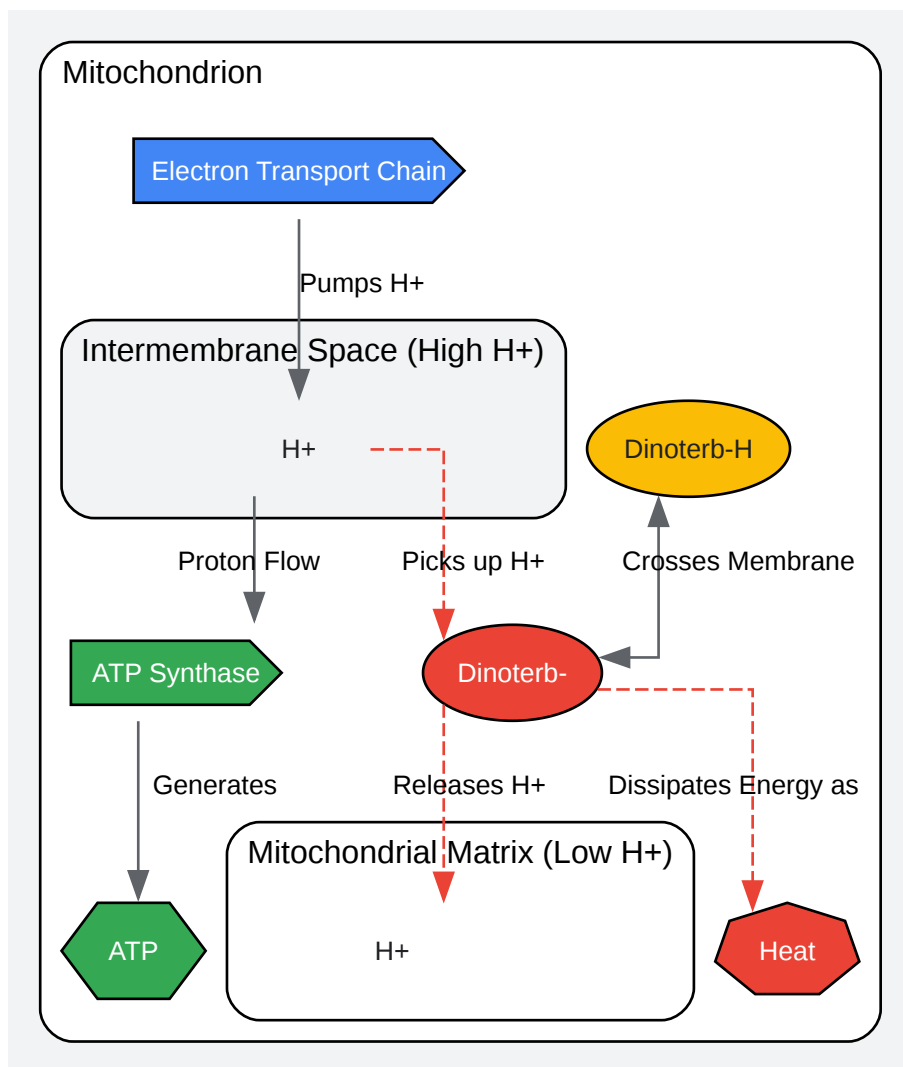 Mitochondrion
Electron Transport Chain
Pumps H+
Intermembrane Space (High H+)
H+
Dinoterb-H
Proton Flow
Picks up H+
Crosses Membrane
ATP Synthase
Dinoterb-
Generates
Releases H+
Dissipates Energy as
Mitochondrial Matrix (Low H+)
ATP
H+
Heat